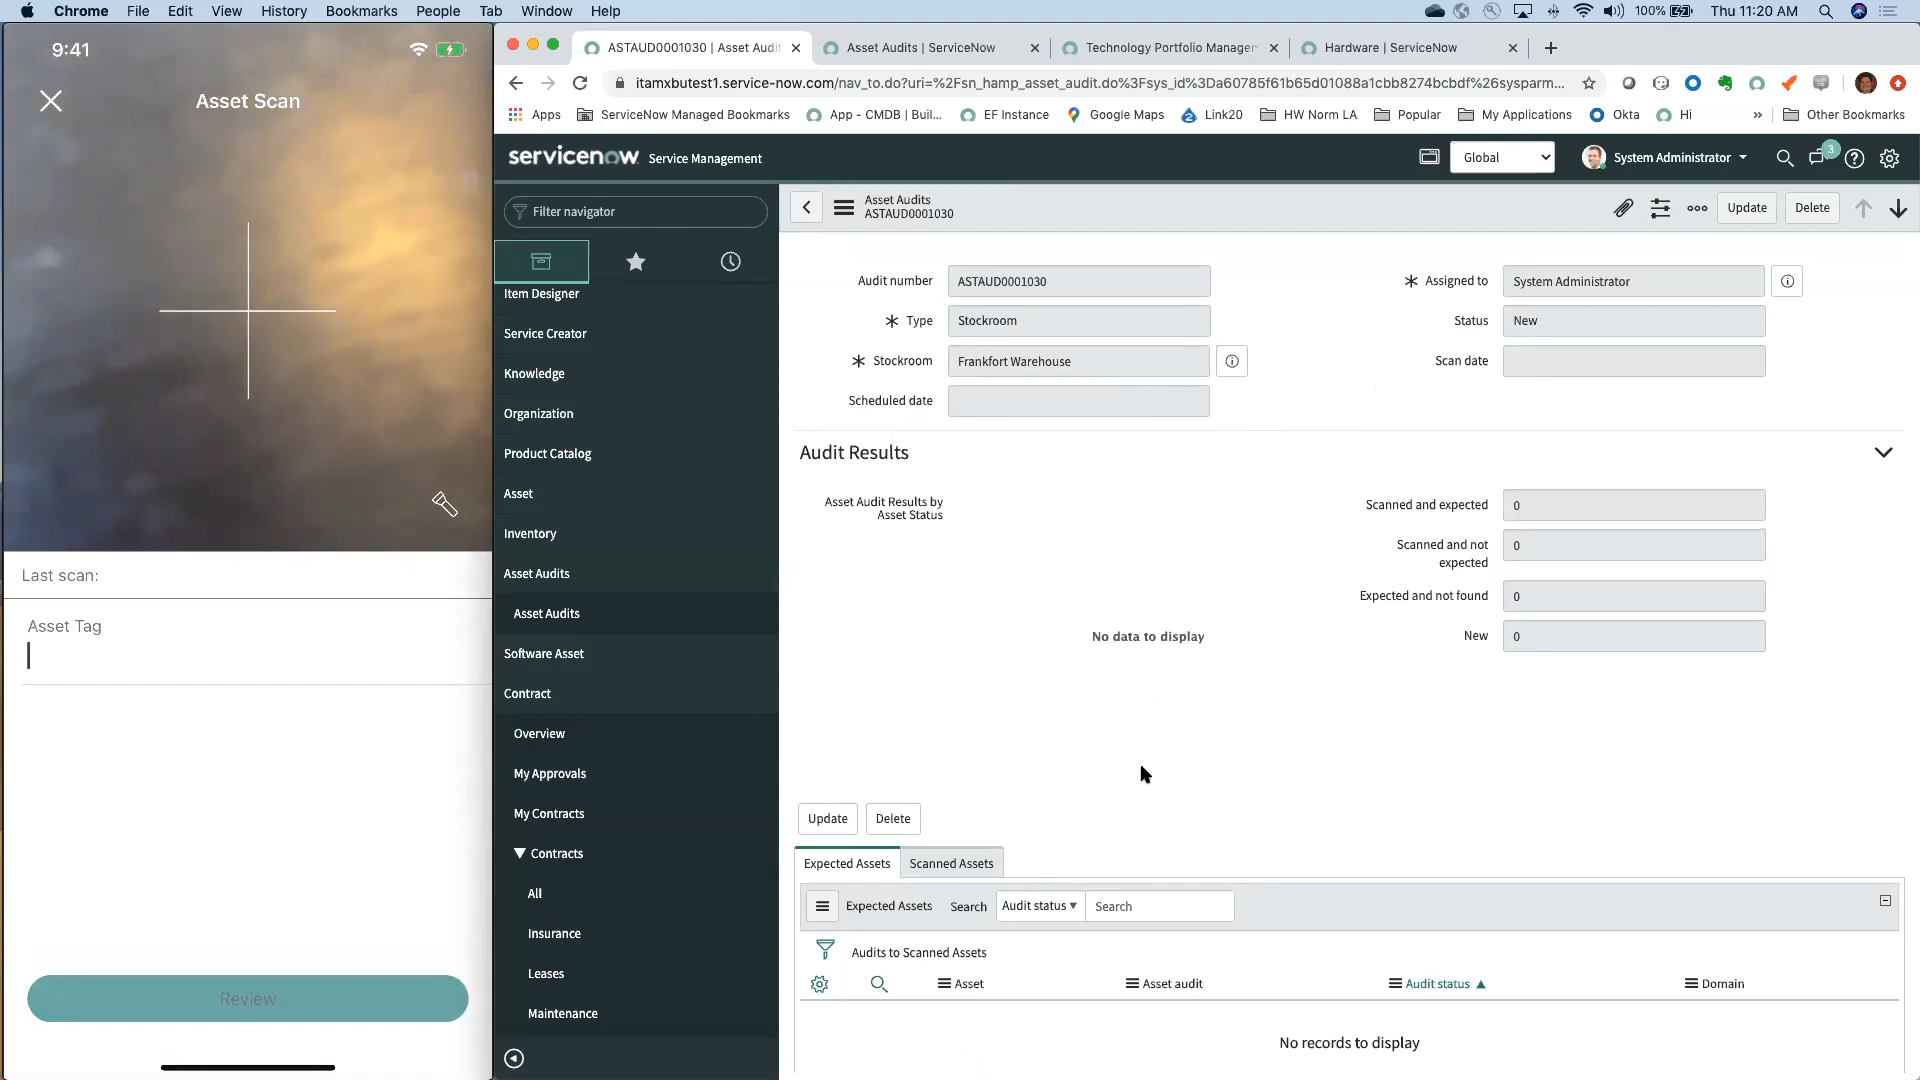 Chrome File Edit View History Bookmarks People Tab Window Help
100% Thu 11:20 AM
9:41
Asset Scan
Last scan:
Asset Tag
Review
ASTAUD0001030 | Asset Audit
Asset Audits | ServiceNow
Technology Portfolio Manager
Hardware | ServiceNow
itamxbutest1.service-now.com/nav_to.do?uri=%2Fsn_hamp_asset_audit.do%3Fsys_id%3Da60785f61b65d01088a1cbb8274bcbdf%26sysparm...
Apps ServiceNow Managed Bookmarks App - CMDB | Buil... EF Instance Google Maps Link20 HW Norm LA Popular My Applications Okta Hi » Other Bookmarks
servicenow Service Management
Global
System Administrator
3
Filter navigator
Item Designer
Service Creator
Knowledge
Organization
Product Catalog
Asset
Inventory
Asset Audits
Asset Audits
Software Asset
Contract
Overview
My Approvals
My Contracts
▼ Contracts
All
Insurance
Leases
Maintenance
Asset Audits
ASTAUD0001030
Update Delete
Audit number ASTAUD0001030
Type Stockroom
Stockroom Frankfort Warehouse
Scheduled date
Assigned to System Administrator
Status New
Scan date
Audit Results
Asset Audit Results by
Asset Status
No data to display
Scanned and expected 0
Scanned and not
expected 0
Expected and not found 0
New 0
Update Delete
Expected Assets Scanned Assets
Expected Assets Search Audit status ▼ Search
Audits to Scanned Assets
Asset Asset audit Audit status ▲ Domain
No records to display